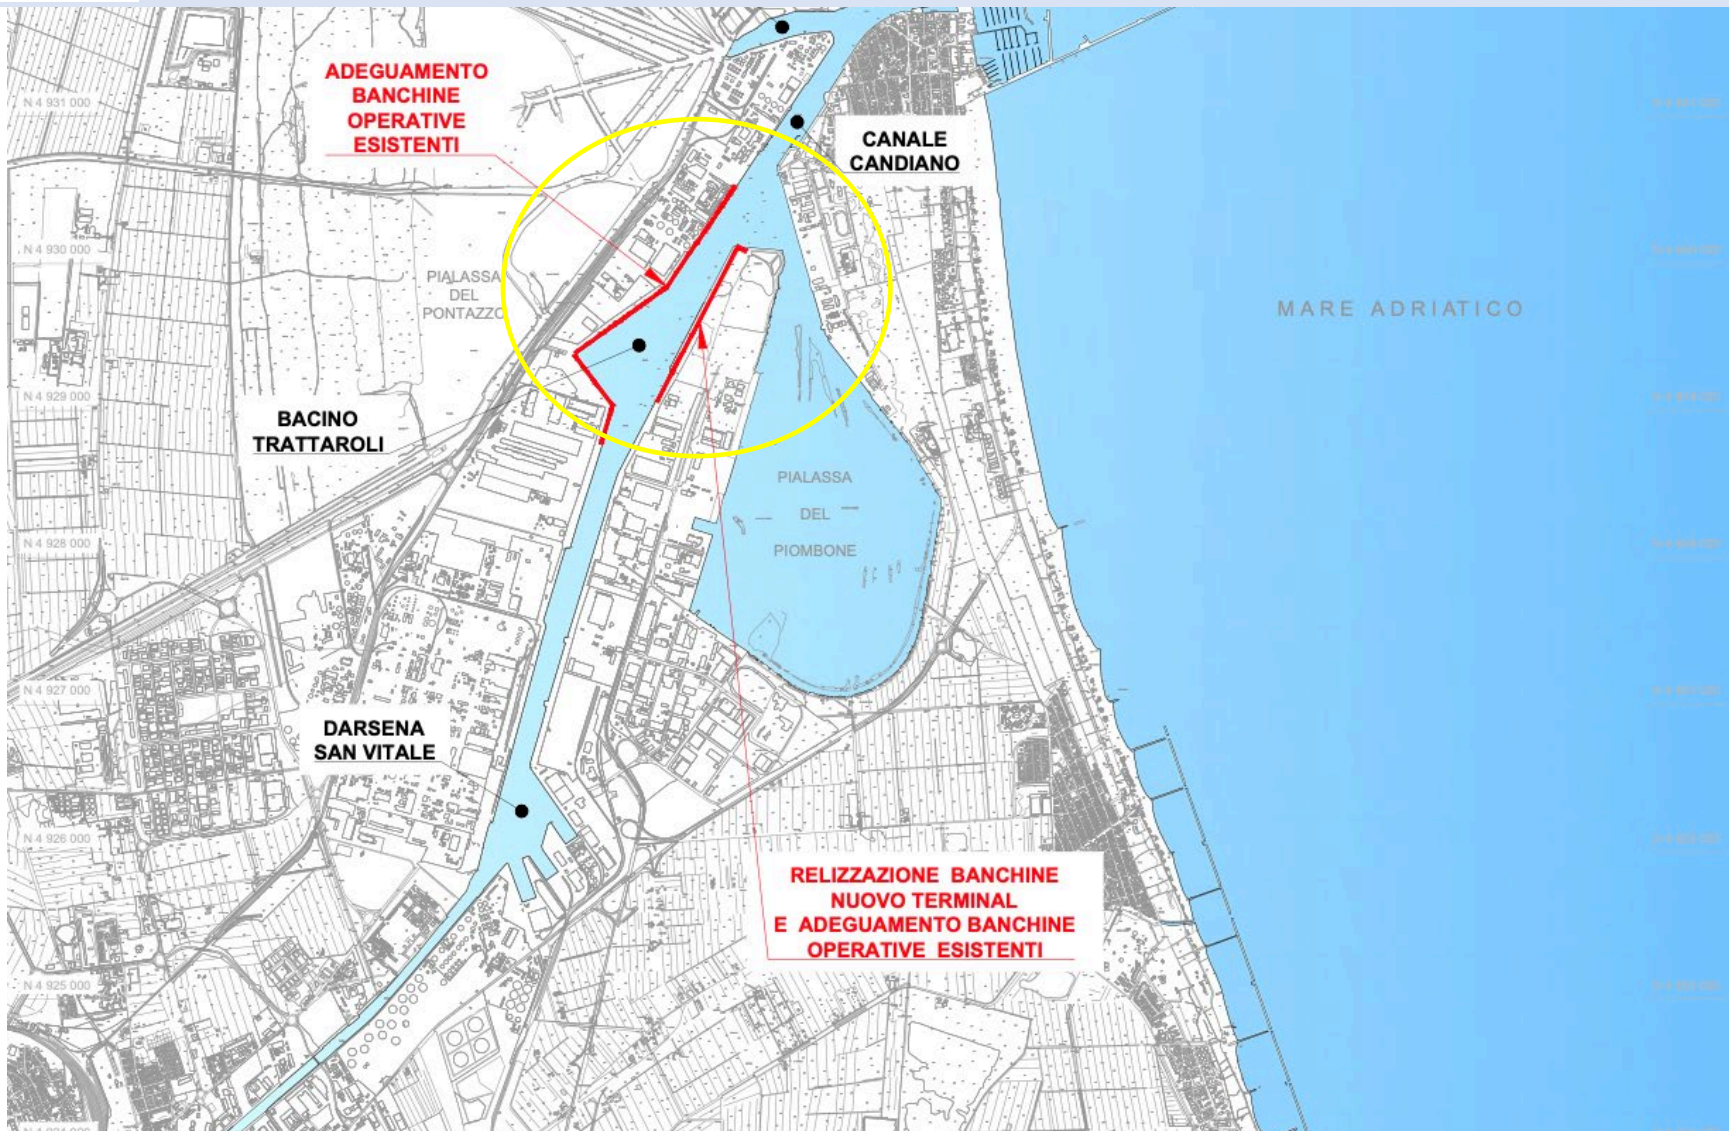 ADEGUAMENTO
BANCHINE
OPERATIVE
ESISTENTI
N 4 931 000
CANALE
CANDIANO
N 4 930 000
PIALASSA
DEL
PONTAZZO
MARE ADRIATICO
N 4 929 000
BACINO
TRATTAROLI
PIALASSA
DEL
PIOMBONE
N 4 928 000
N 4 927 000
DARSENA
SAN VITALE
N 4 926 000
RELIZZAZIONE BANCHINE
NUOVO TERMINAL
E ADEGUAMENTO BANCHINE
OPERATIVE ESISTENTI
N 4 925 000